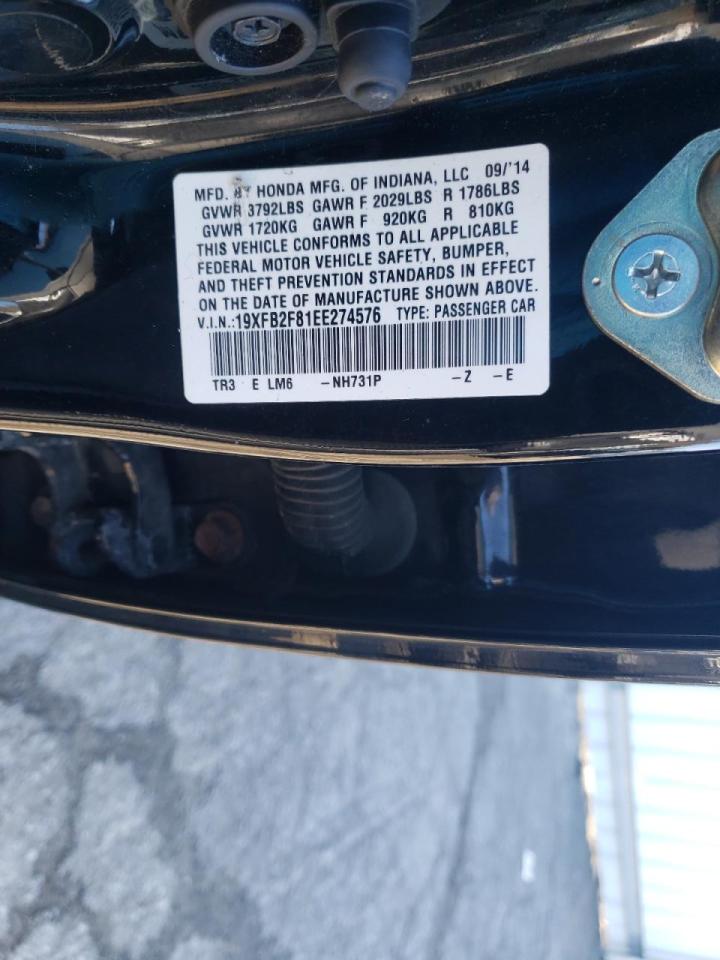 MFD. BY HONDA MFG. OF INDIANA, LLC 09/'14
GVWR 3792LBS GAWR F 2029LBS R 1786LBS
GVWR 1720KG GAWR F 920KG R 810KG
THIS VEHICLE CONFORMS TO ALL APPLICABLE
FEDERAL MOTOR VEHICLE SAFETY, BUMPER,
AND THEFT PREVENTION STANDARDS IN EFFECT
ON THE DATE OF MANUFACTURE SHOWN ABOVE.
V.I.N.:19XFB2F81EE274576 TYPE: PASSENGER CAR
TR3 E LM6 -NH731P -Z -E